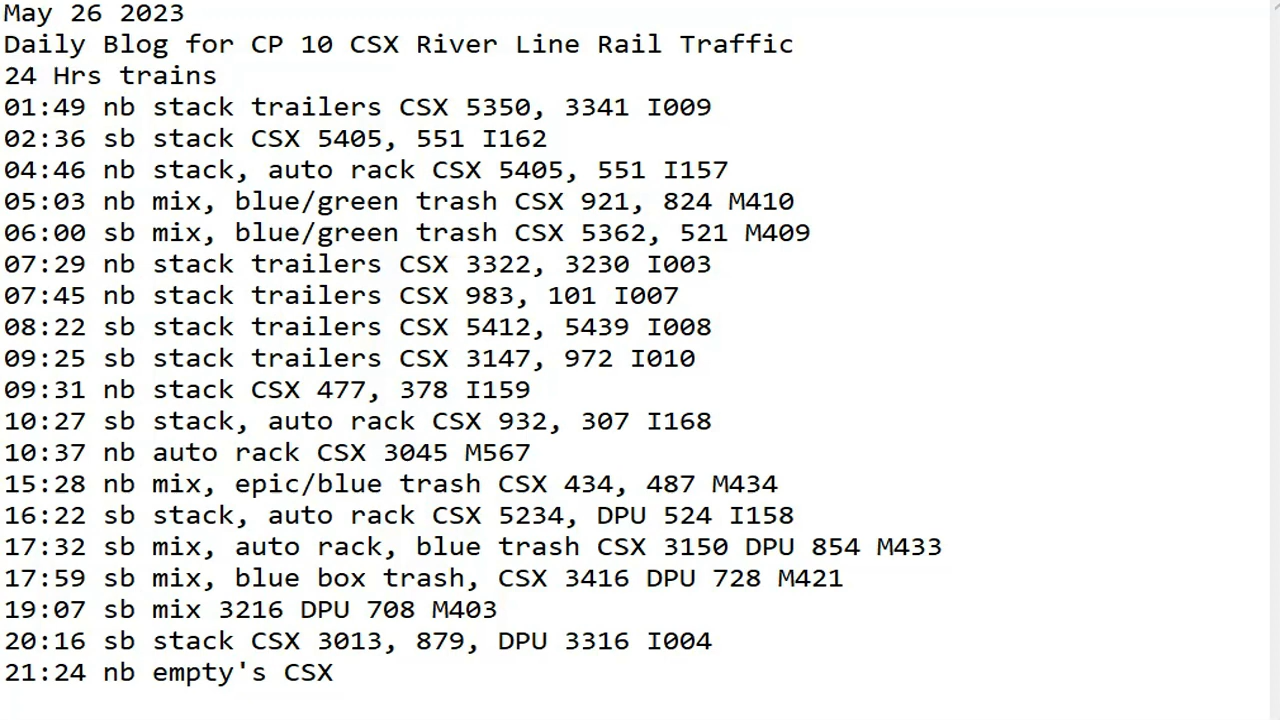 May 26 2023
Daily Blog for CP 10 CSX River Line Rail Traffic
24 Hrs trains
01:49 nb stack trailers CSX 5350, 3341 I009
02:36 sb stack CSX 5405, 551 I162
04:46 nb stack, auto rack CSX 5405, 551 I157
05:03 nb mix, blue/green trash CSX 921, 824 M410
06:00 sb mix, blue/green trash CSX 5362, 521 M409
07:29 nb stack trailers CSX 3322, 3230 I003
07:45 nb stack trailers CSX 983, 101 I007
08:22 sb stack trailers CSX 5412, 5439 I008
09:25 sb stack trailers CSX 3147, 972 I010
09:31 nb stack CSX 477, 378 I159
10:27 sb stack, auto rack CSX 932, 307 I168
10:37 nb auto rack CSX 3045 M567
15:28 nb mix, epic/blue trash CSX 434, 487 M434
16:22 sb stack, auto rack CSX 5234, DPU 524 I158
17:32 sb mix, auto rack, blue trash CSX 3150 DPU 854 M433
17:59 sb mix, blue box trash, CSX 3416 DPU 728 M421
19:07 sb mix 3216 DPU 708 M403
20:16 sb stack CSX 3013, 879, DPU 3316 I004
21:24 nb empty's CSX